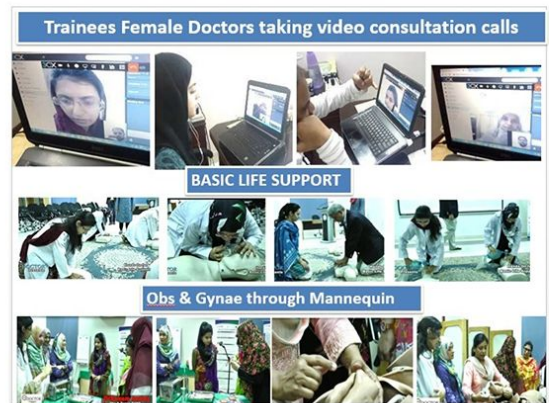 Trainees Female Doctors taking video consultation calls
BASIC LIFE SUPPORT
Obs & Gynae through Mannequin